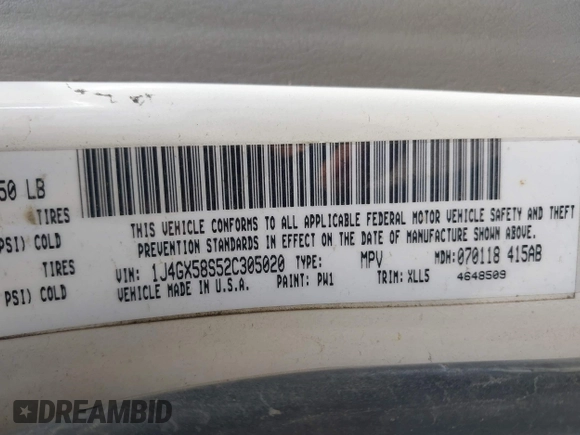 50 LB
TIRES
PSI) COLD
TIRES
PSI) COLD
THIS VEHICLE CONFORMS TO ALL APPLICABLE FEDERAL MOTOR VEHICLE SAFETY AND THEFT
PREVENTION STANDARDS IN EFFECT ON THE DATE OF MANUFACTURE SHOWN ABOVE.
VIN: 1J4GX58S52C305020 TYPE: MPV MDH: 070118 415AB
VEHICLE MADE IN U.S.A. PAINT: PW1 TRIM: XLL5 4648509
DREAMBID